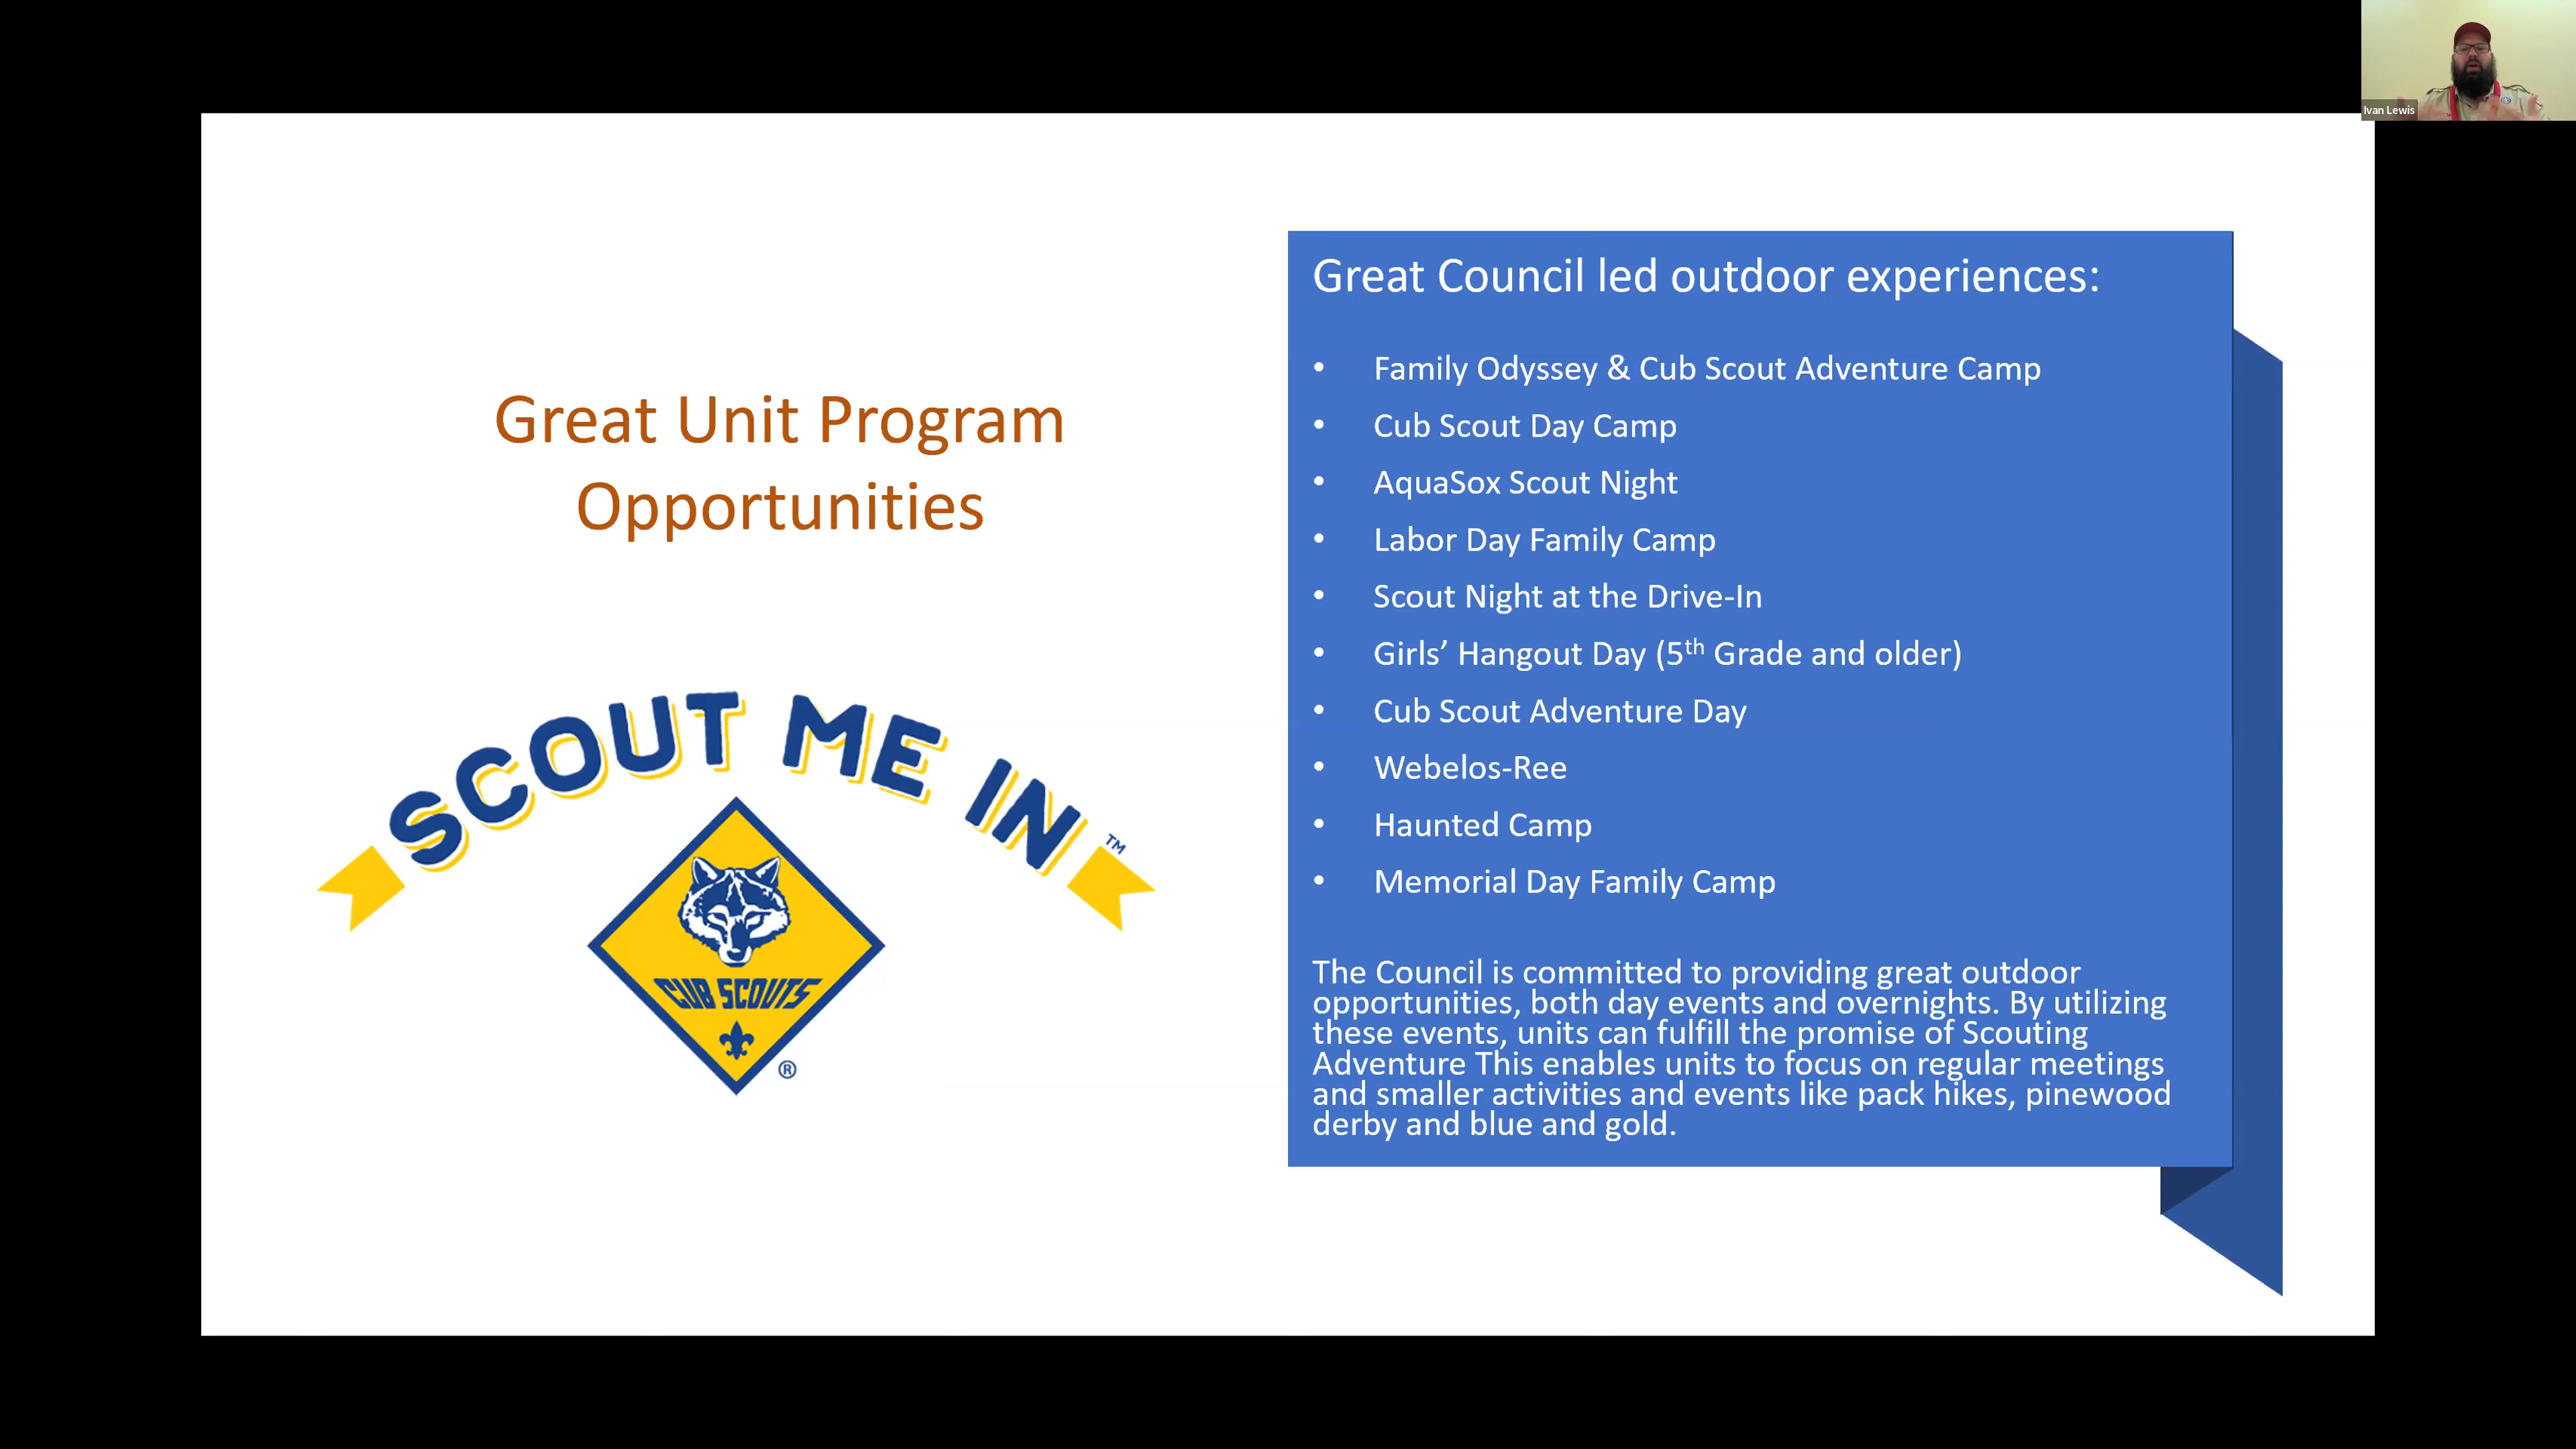 Ivan Lewis
Great Unit Program
Opportunities
SCOUT ME IN™
CUB SCOUTS
®
Great Council led outdoor experiences:
• Family Odyssey & Cub Scout Adventure Camp
• Cub Scout Day Camp
• AquaSox Scout Night
• Labor Day Family Camp
• Scout Night at the Drive-In
• Girls’ Hangout Day (5th Grade and older)
• Cub Scout Adventure Day
• Webelos-Ree
• Haunted Camp
• Memorial Day Family Camp
The Council is committed to providing great outdoor
opportunities, both day events and overnights. By utilizing
these events, units can fulfill the promise of Scouting
Adventure This enables units to focus on regular meetings
and smaller activities and events like pack hikes, pinewood
derby and blue and gold.